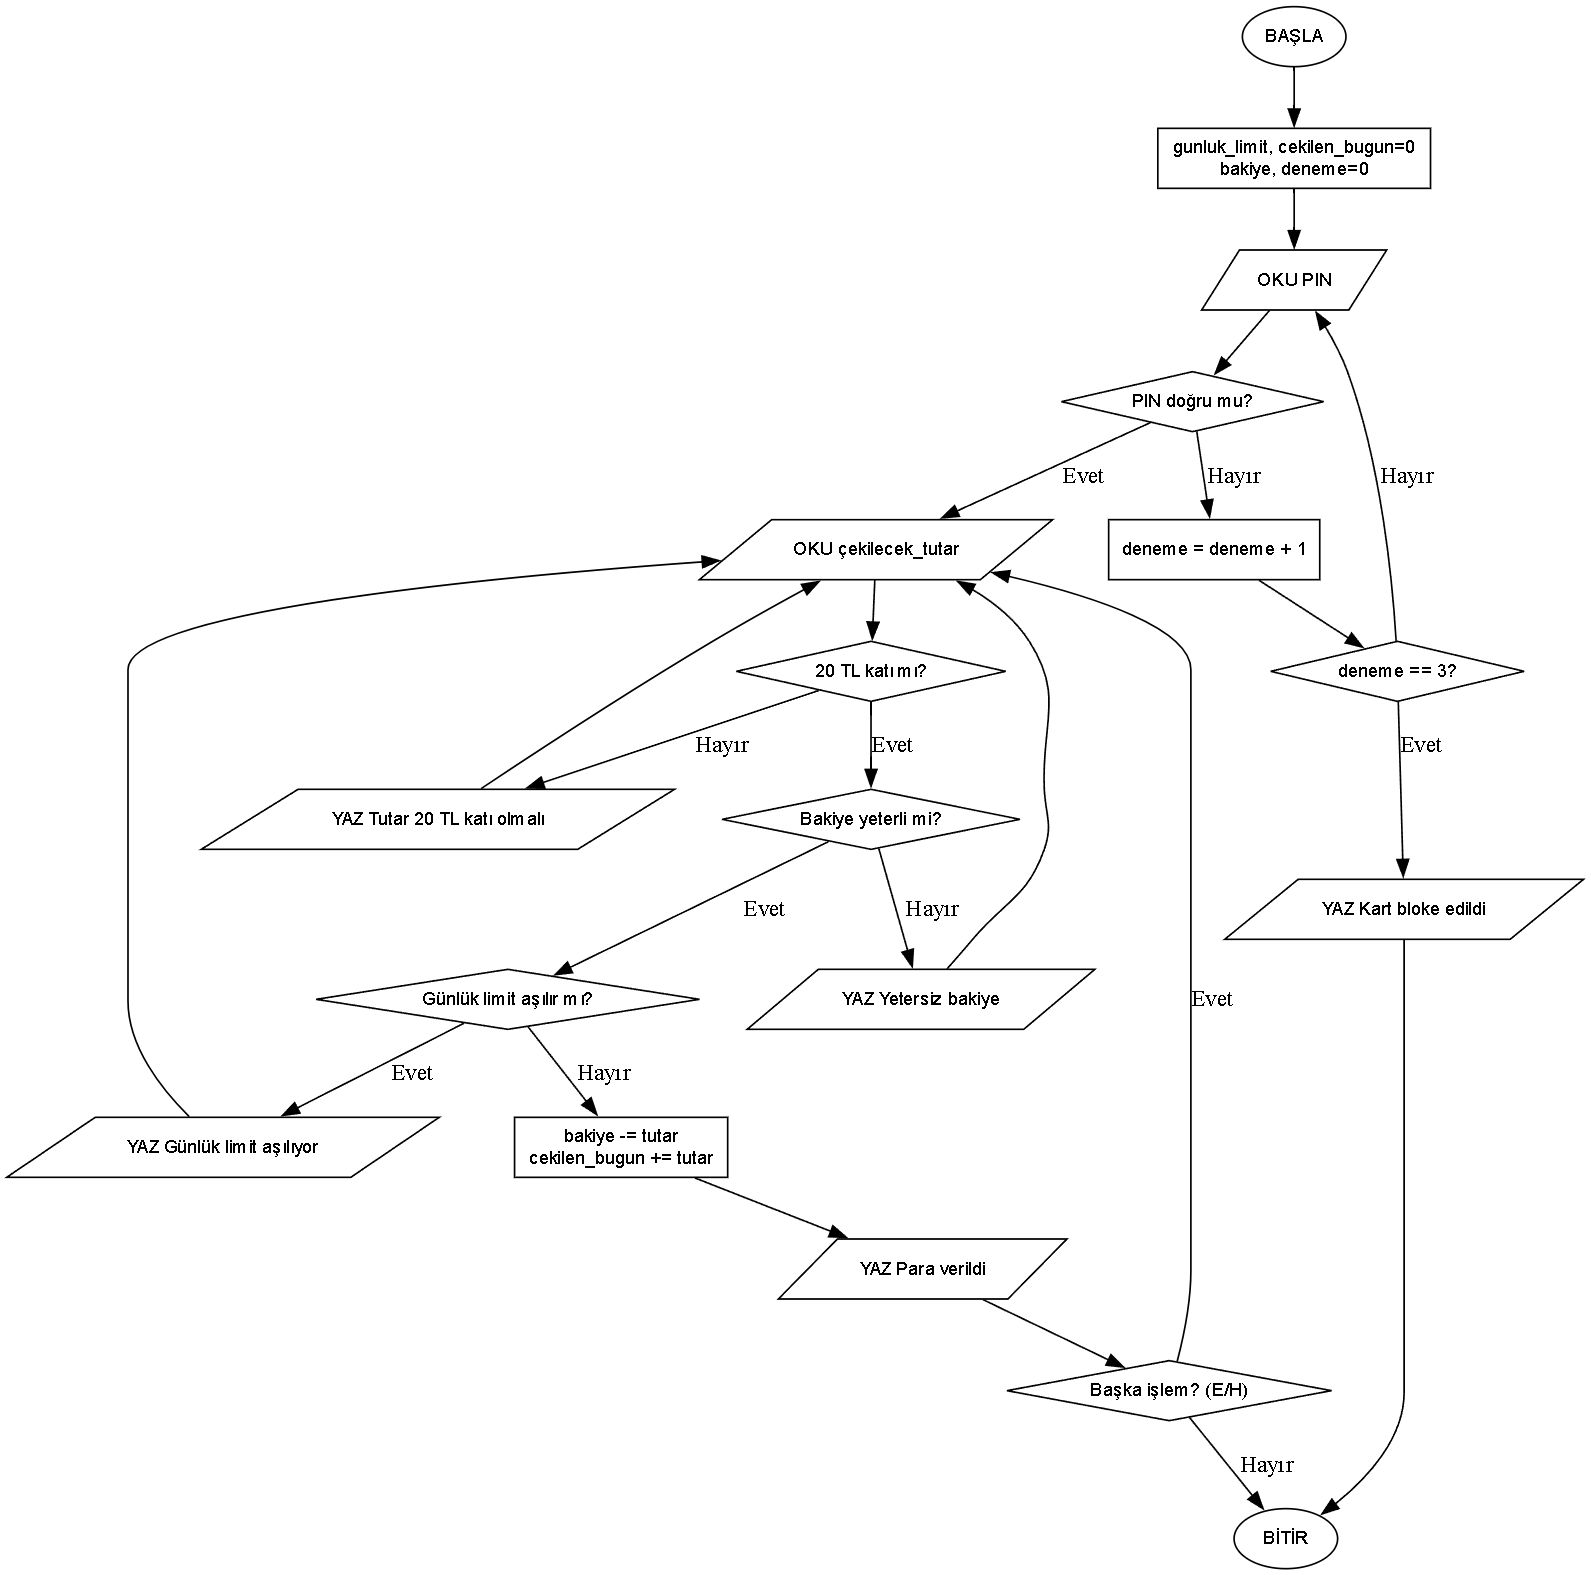 BAŞLA
gunluk_limit, cekilen_bugun=0
bakiye, deneme=0
OKU PIN
PIN doğru mu?
Evet
Hayır
Hayır
OKU çekilecek_tutar
deneme = deneme + 1
20 TL katı mı?
deneme == 3?
Hayır
Evet
Evet
YAZ Tutar 20 TL katı olmalı
Bakiye yeterli mi?
Evet
Hayır
YAZ Kart bloke edildi
Günlük limit aşılır mı?
YAZ Yetersiz bakiye
Evet
Evet
Hayır
YAZ Günlük limit aşılıyor
bakiye -= tutar
cekilen_bugun += tutar
YAZ Para verildi
Başka işlem? (E/H)
Hayır
BİTİR